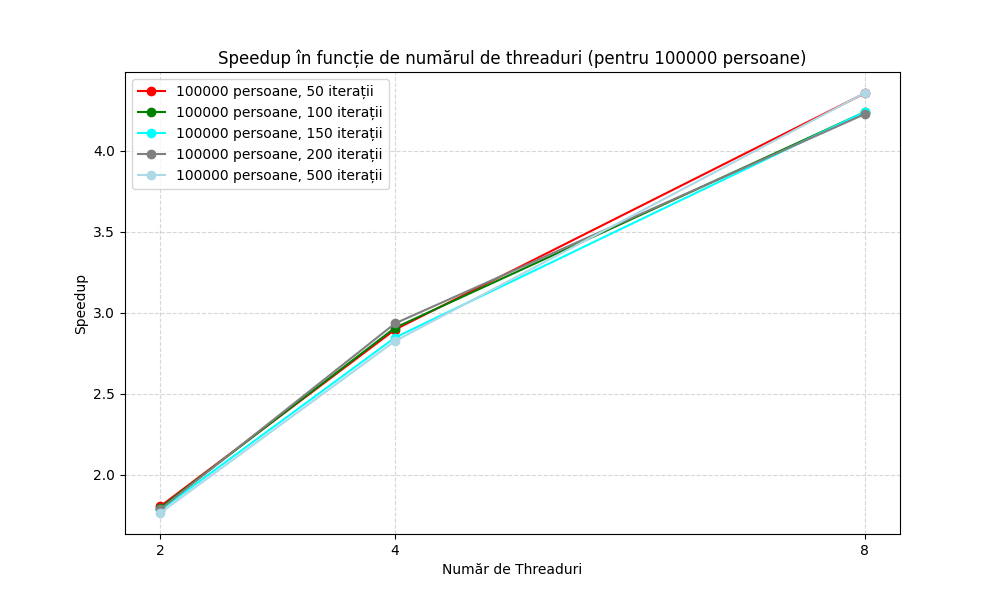 Speedup în funcție de numărul de threaduri (pentru 100000 persoane)
100000 persoane, 50 iterații
100000 persoane, 100 iterații
100000 persoane, 150 iterații
100000 persoane, 200 iterații
100000 persoane, 500 iterații
4.0
3.5
3.0
2.5
2.0
Speedup
2
4
8
Număr de Threaduri